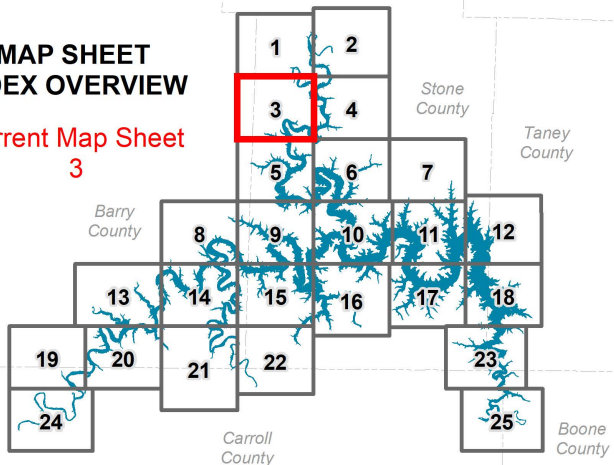 MAP SHEET
DEX OVERVIEW
rrent Map Sheet
3
1
2
3
4
Stone
County
Taney
County
5
6
7
Barry
County
8
9
10
11
12
13
14
15
16
17
18
19
20
21
22
23
24
25
Carroll
County
Boone
County